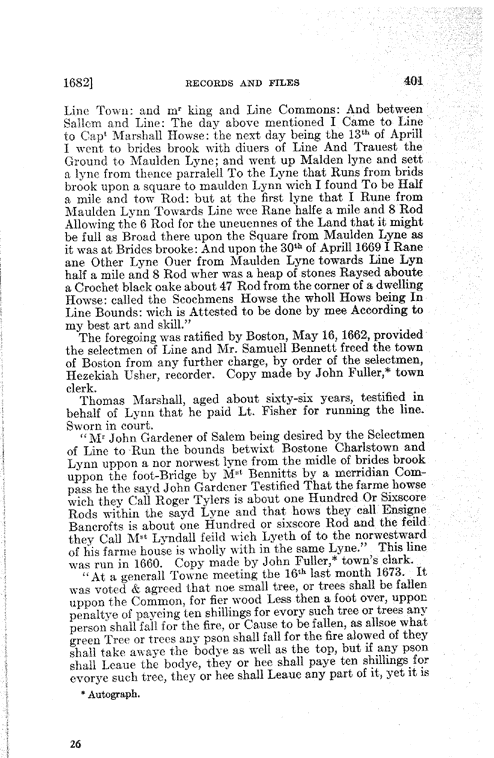 1682] RECORDS AND FILES 401
Line Town: and mʳ king and Line Commons: And between
Sallem and Line: The day above mentioned I Came to Line
to Capᵗ Marshall Howse: the next day being the 13ᵗʰ of Aprill
I went to brides brook with diuers of Line And Trauest the
Ground to Maulden Lyne; and went up Malden lyne and sett
a lyne from thence parralell To the Lyne that Runs from brids
brook upon a square to maulden Lynn wich I found To be Half
a mile and tow Rod: but at the first lyne that I Rune from
Maulden Lynn Towards Line wee Rane halfe a mile and 8 Rod
Allowing the 6 Rod for the uneuennes of the Land that it might
be full as Broad there upon the Square from Maulden Lyne as
it was at Brides brooke: And upon the 30ᵗʰ of Aprill 1669 I Rane
ane Other Lyne Ouer from Maulden Lyne towards Line Lyn
half a mile and 8 Rod wher was a heap of stones Raysed aboute
a Crochet black oake about 47 Rod from the corner of a dwelling
Howse: called the Scochmens Howse the wholl Hows being In
Line Bounds: wich is Attested to be done by mee According to
my best art and skill."
The foregoing was ratified by Boston, May 16, 1662, provided
the selectmen of Line and Mr. Samuell Bennett freed the town
of Boston from any further charge, by order of the selectmen,
Hezekiah Usher, recorder. Copy made by John Fuller,* town
clerk.
Thomas Marshall, aged about sixty-six years, testified in
behalf of Lynn that he paid Lt. Fisher for running the line.
Sworn in court.
"Mʳ John Gardener of Salem being desired by the Selectmen
of Line to Run the bounds betwixt Bostone Charlstown and
Lynn uppon a nor norwest lyne from the midle of brides brook
uppon the foot-Bridge by Mˢᵗ Bennitts by a merridian Com-
pass he the sayd John Gardener Testified That the farme howse
wich they Call Roger Tylers is about one Hundred Or Sixscore
Rods within the sayd Lyne and that hows they call Ensigne
Bancrofts is about one Hundred or sixscore Rod and the feild
they Call Mˢᵗ Lyndall feild wich Lyeth of to the norwestward
of his farme house is wholly with in the same Lyne." This line
was run in 1660. Copy made by John Fuller,* town's clark.
"At a generall Towne meeting the 16ᵗʰ last month 1673. It
was voted & agreed that noe small tree, or trees shall be fallen
uppon the Common, for fier wood Less then a foot over, uppon
penaltye of payeing ten shillings for evory such tree or trees any
person shall fall for the fire, or Cause to be fallen, as allsoe what
green Tree or trees any pson shall fall for the fire alowed of they
shall take awaye the bodye as well as the top, but if any pson
shall Leaue the bodye, they or hee shall paye ten shillings for
evorye such tree, they or hee shall Leaue any part of it, yet it is
* Autograph.
26